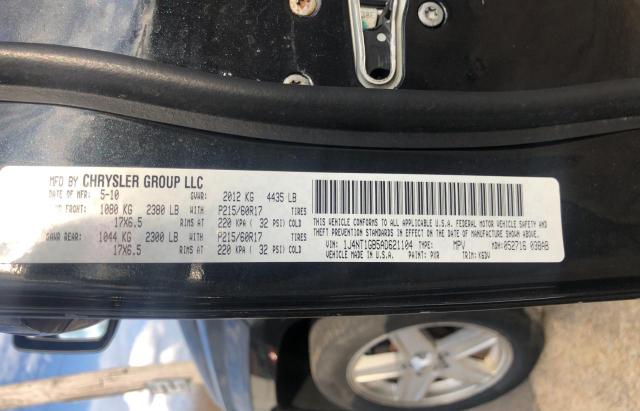 MFD BY CHRYSLER GROUP LLC
DATE OF MFR: 5-10 GVWR: 2012 KG 4435 LB
GAWR FRONT: 1080 KG 2380 LB WITH P215/60R17 TIRES
17X6.5 RIMS AT 220 KPA ( 32 PSI) COLD
GAWR REAR: 1044 KG 2300 LB WITH P215/60R17 TIRES
17X6.5 RIMS AT 220 KPA ( 32 PSI) COLD
THIS VEHICLE CONFORMS TO ALL APPLICABLE U.S.A. FEDERAL MOTOR VEHICLE SAFETY AND
THEFT PREVENTION STANDARDS IN EFFECT ON THE DATE OF MANUFACTURE SHOWN ABOVE.
VIN: 1J4NT1GB5AD621104 TYPE: MPV MDH: 052716 038AB
VEHICLE MADE IN U.S.A. PAINT: PXR TRIM: K6DV